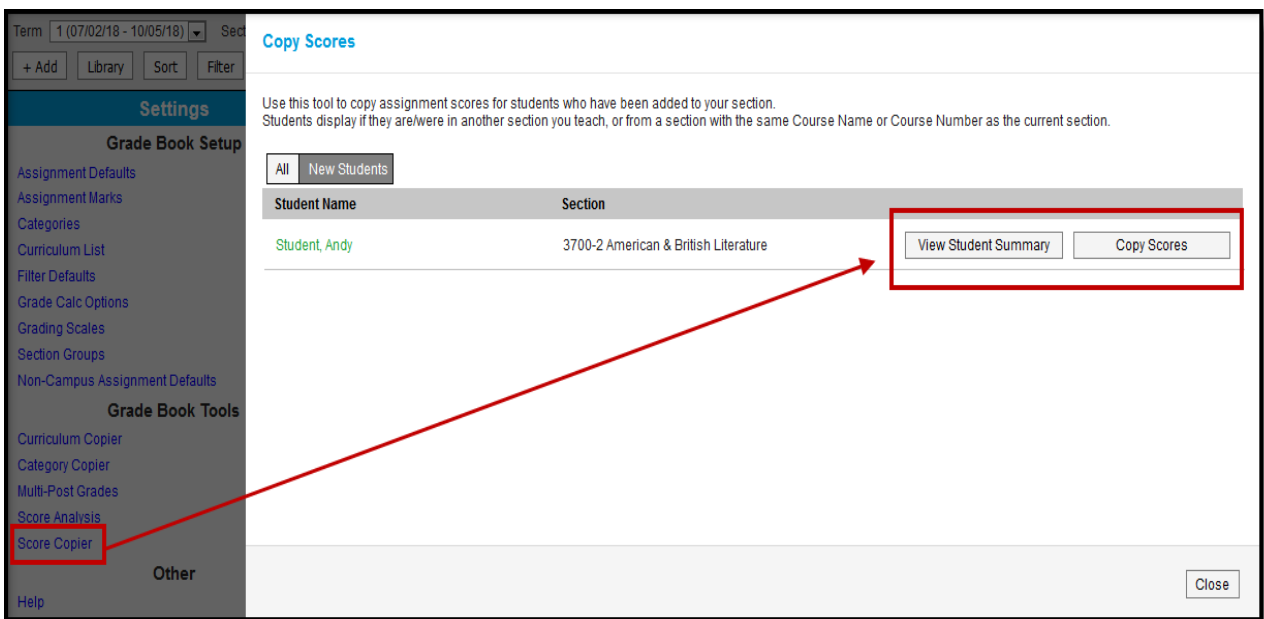 Term 1 (07/02/18 - 10/05/18) Sect
+ Add Library Sort Filter
Settings
Grade Book Setup
Assignment Defaults
Assignment Marks
Categories
Curriculum List
Filter Defaults
Grade Calc Options
Grading Scales
Section Groups
Non-Campus Assignment Defaults
Grade Book Tools
Curriculum Copier
Category Copier
Multi-Post Grades
Score Analysis
Score Copier
Other
Help
Copy Scores
Use this tool to copy assignment scores for students who have been added to your section.
Students display if they are/were in another section you teach, or from a section with the same Course Name or Course Number as the current section.
All New Students
Student Name Section
Student, Andy 3700-2 American & British Literature View Student Summary Copy Scores
Close